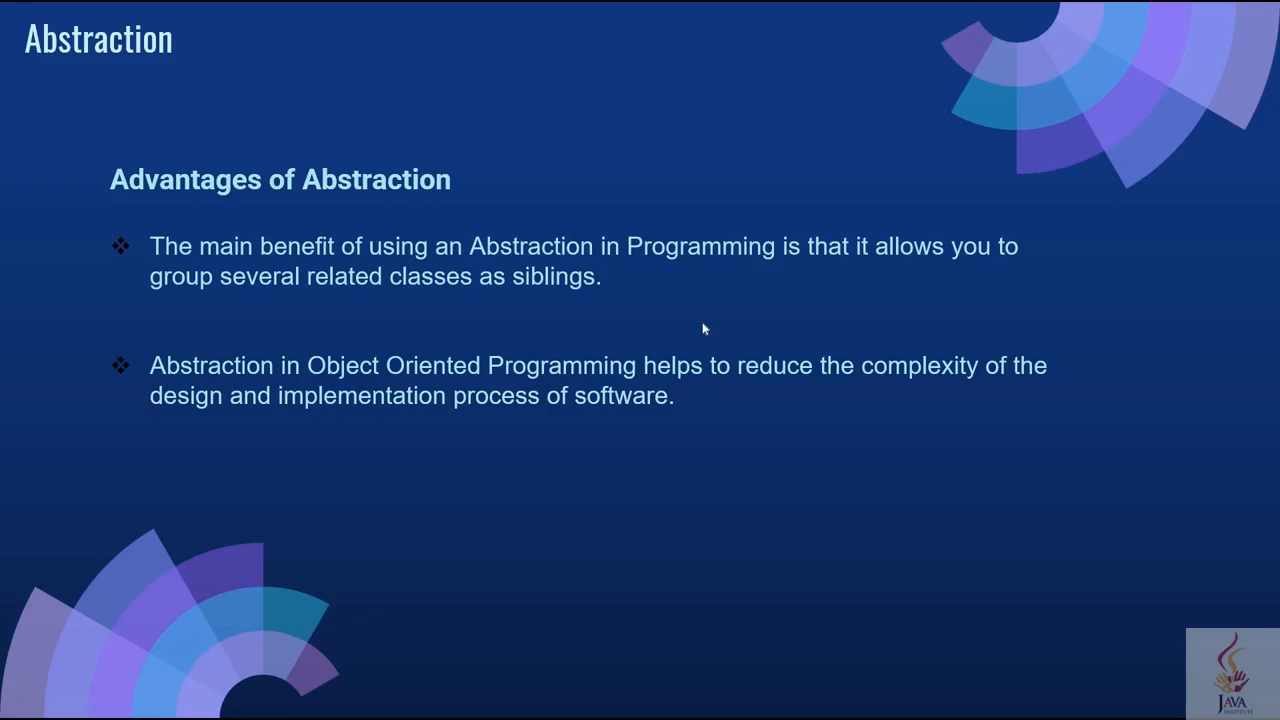 Abstraction
Advantages of Abstraction
❖ The main benefit of using an Abstraction in Programming is that it allows you to
group several related classes as siblings.
❖ Abstraction in Object Oriented Programming helps to reduce the complexity of the
design and implementation process of software.
JAVA
INSTITUTE